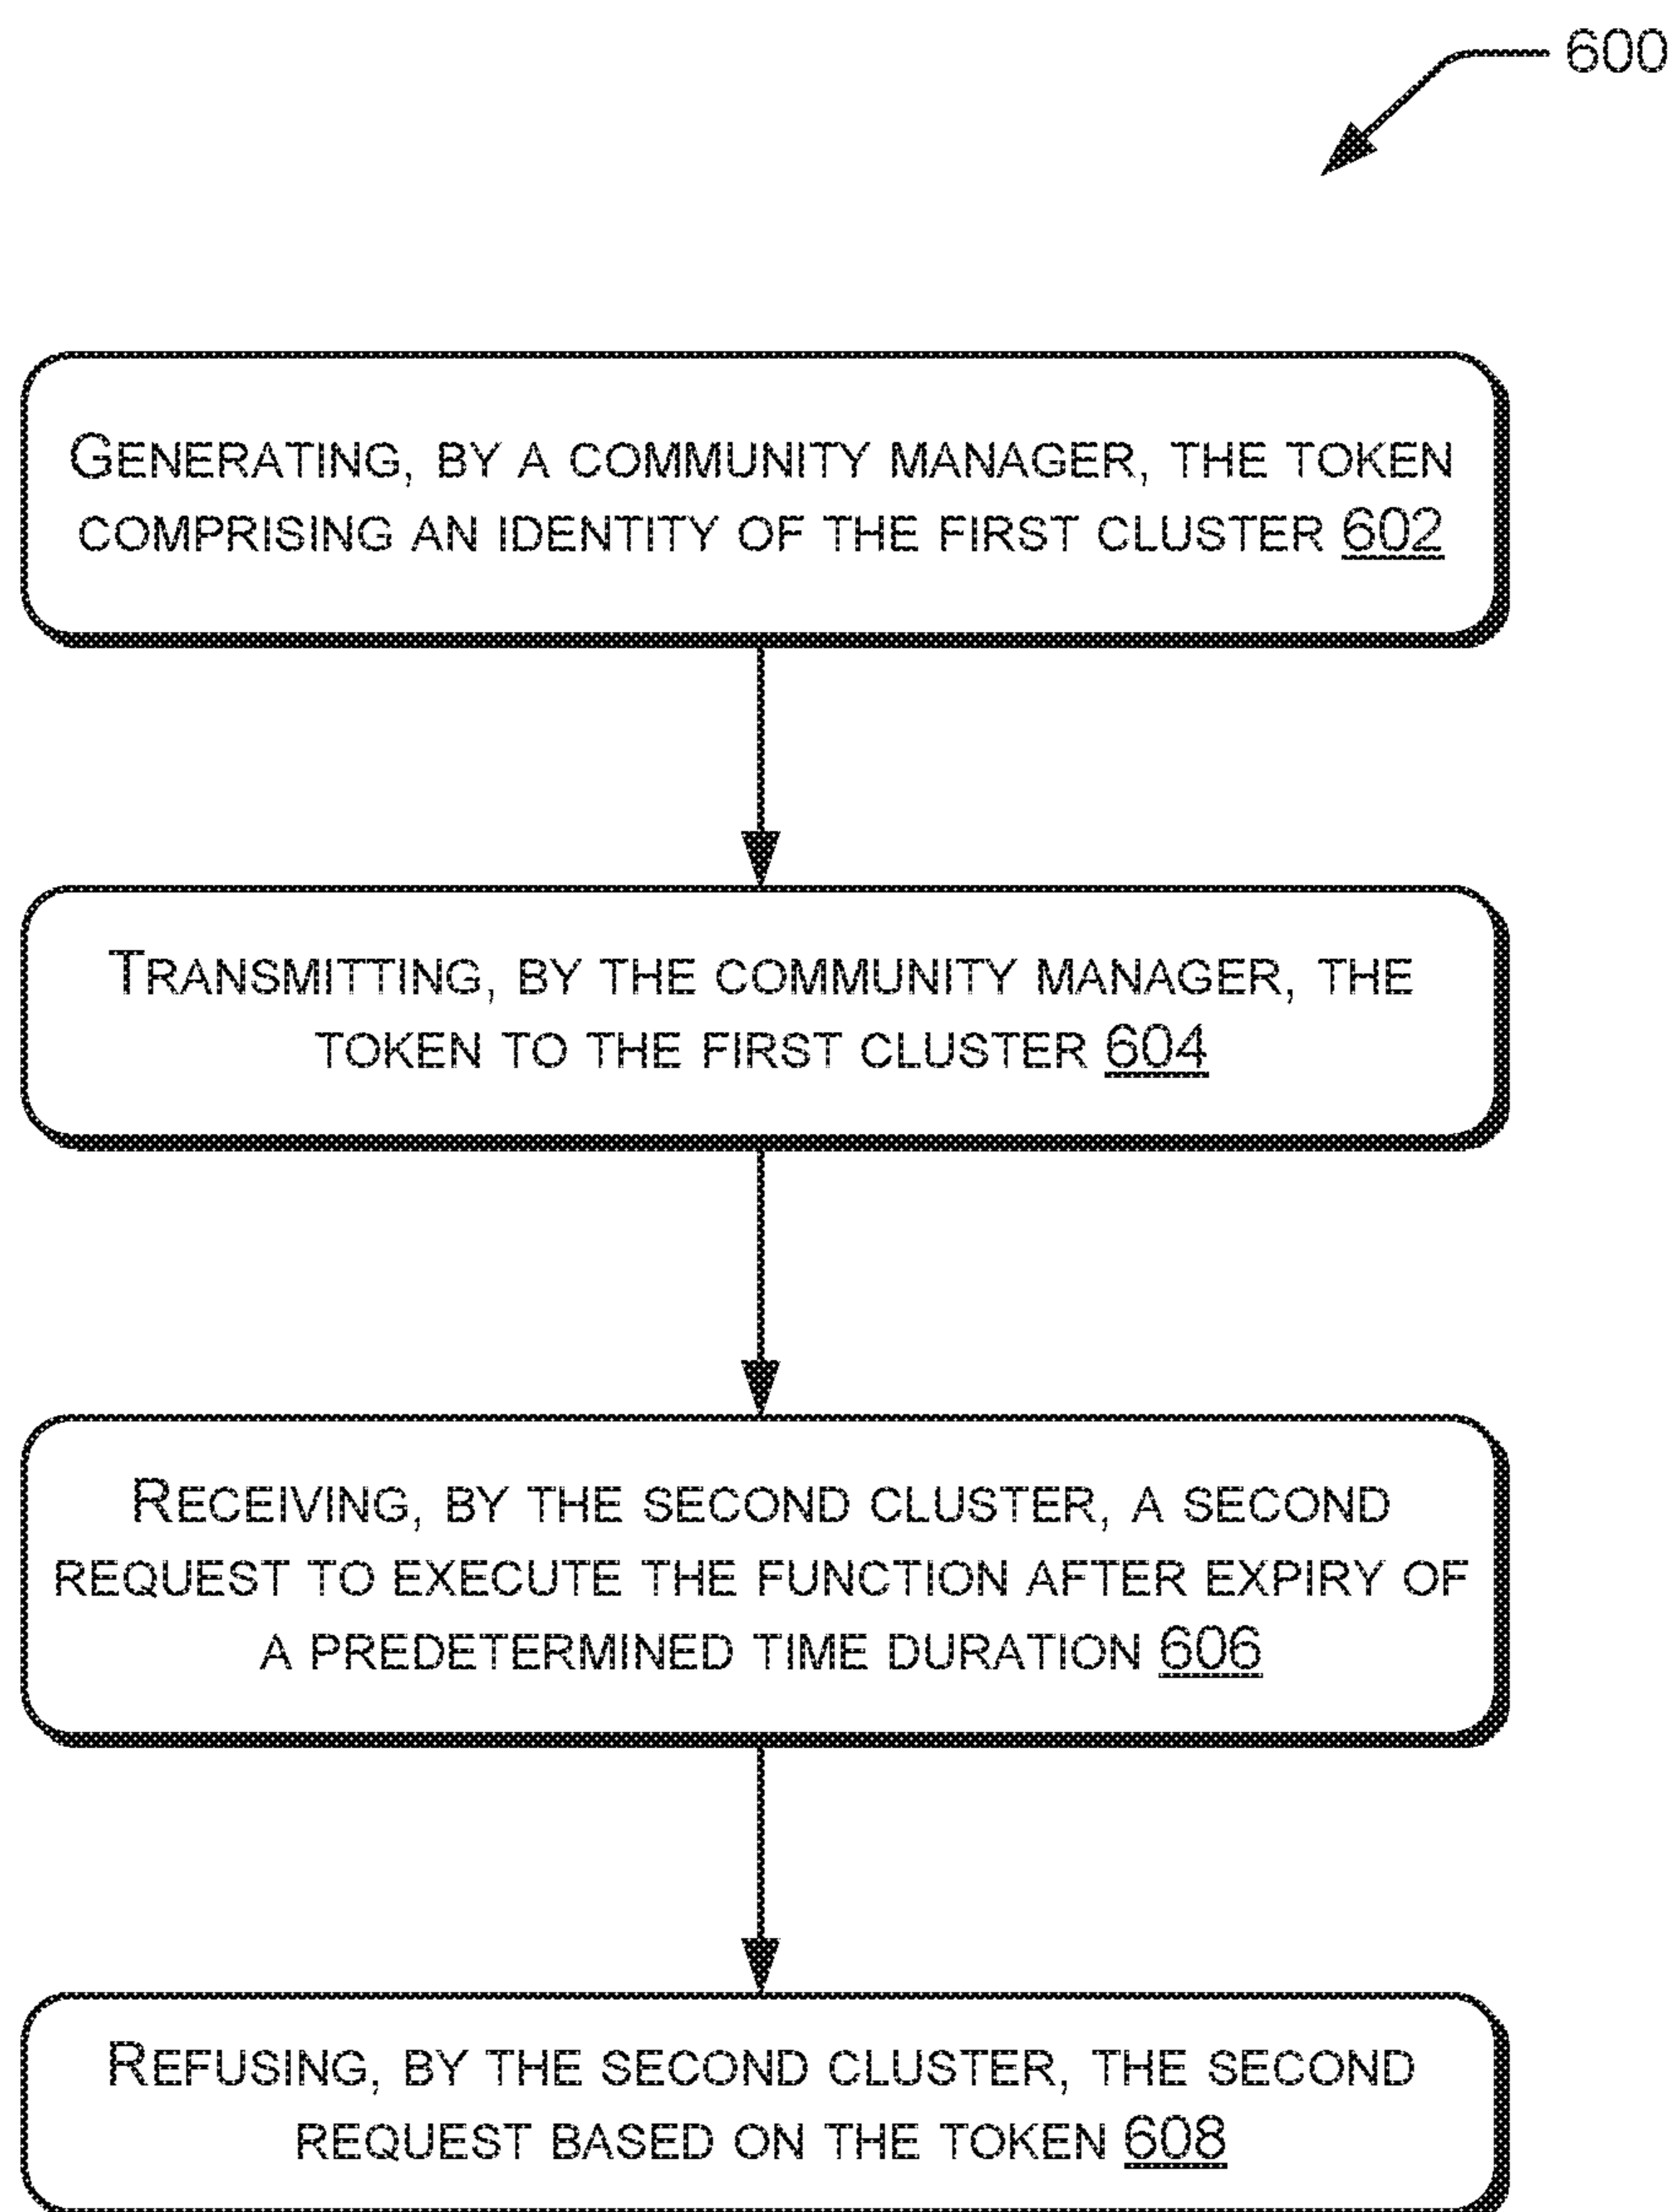 600
GENERATING, BY A COMMUNITY MANAGER, THE TOKEN
COMPRISING AN IDENTITY OF THE FIRST CLUSTER 602
TRANSMITTING, BY THE COMMUNITY MANAGER, THE
TOKEN TO THE FIRST CLUSTER 604
RECEIVING, BY THE SECOND CLUSTER, A SECOND
REQUEST TO EXECUTE THE FUNCTION AFTER EXPIRY OF
A PREDETERMINED TIME DURATION 606
REFUSING, BY THE SECOND CLUSTER, THE SECOND
REQUEST BASED ON THE TOKEN 608